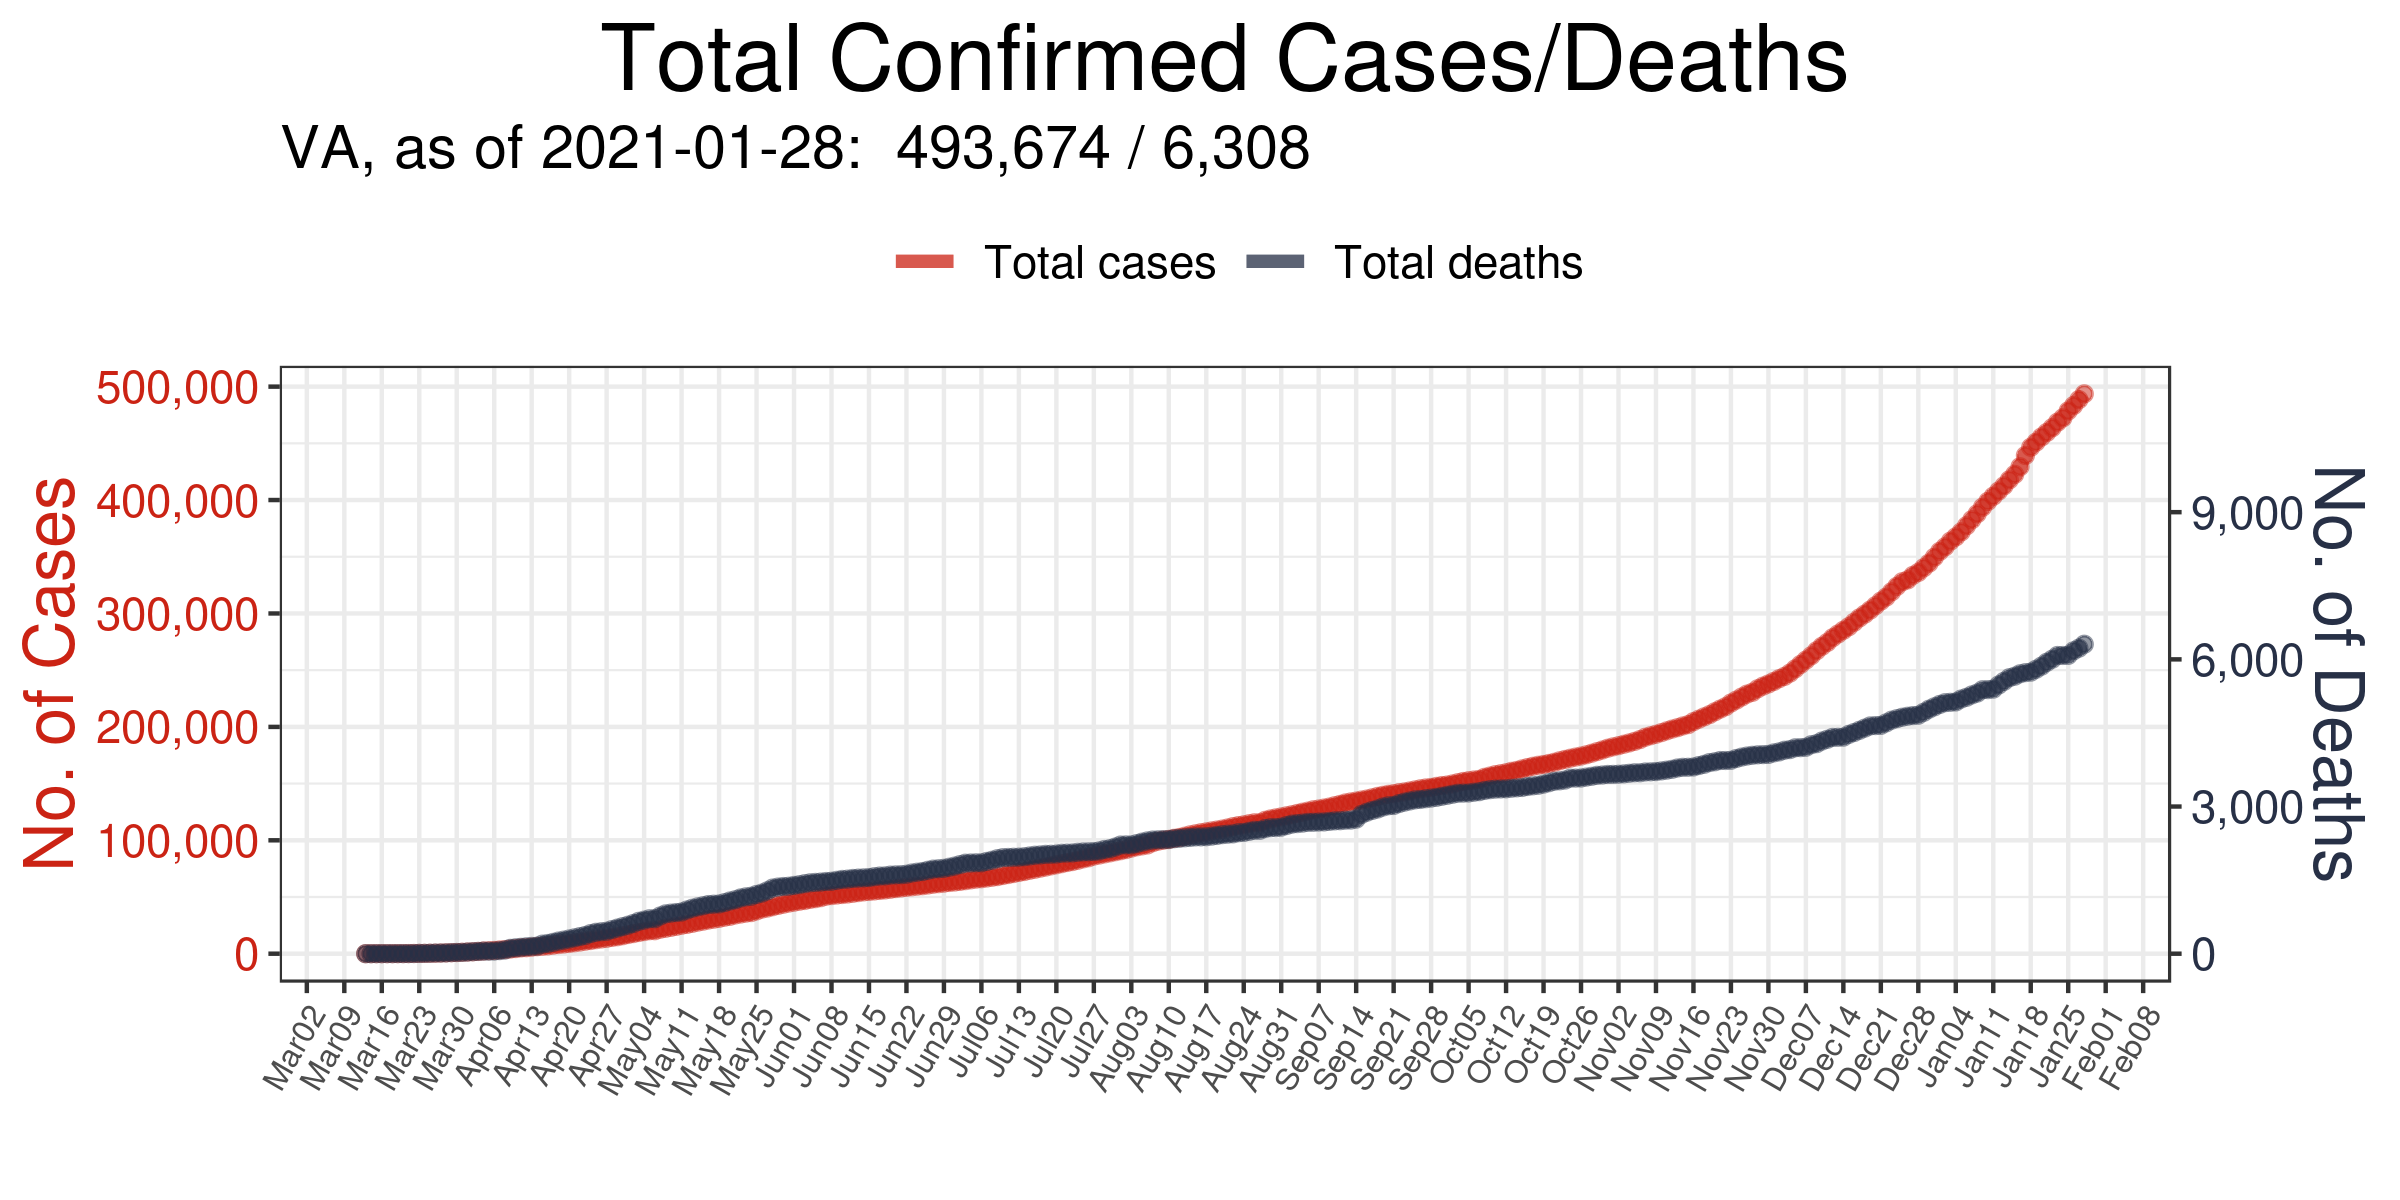 Total Confirmed Cases/Deaths
VA, as of 2021-01-28:  493,674 / 6,308
Total cases
Total deaths
No. of Cases
500,000
400,000
300,000
200,000
100,000
0
9,000
6,000
3,000
0
No. of Deaths
Mar02
Mar09
Mar16
Mar23
Mar30
Apr06
Apr13
Apr20
Apr27
May04
May11
May18
May25
Jun01
Jun08
Jun15
Jun22
Jun29
Jul06
Jul13
Jul20
Jul27
Aug03
Aug10
Aug17
Aug24
Aug31
Sep07
Sep14
Sep21
Sep28
Oct05
Oct12
Oct19
Oct26
Nov02
Nov09
Nov16
Nov23
Nov30
Dec07
Dec14
Dec21
Dec28
Jan04
Jan11
Jan18
Jan25
Feb01
Feb08